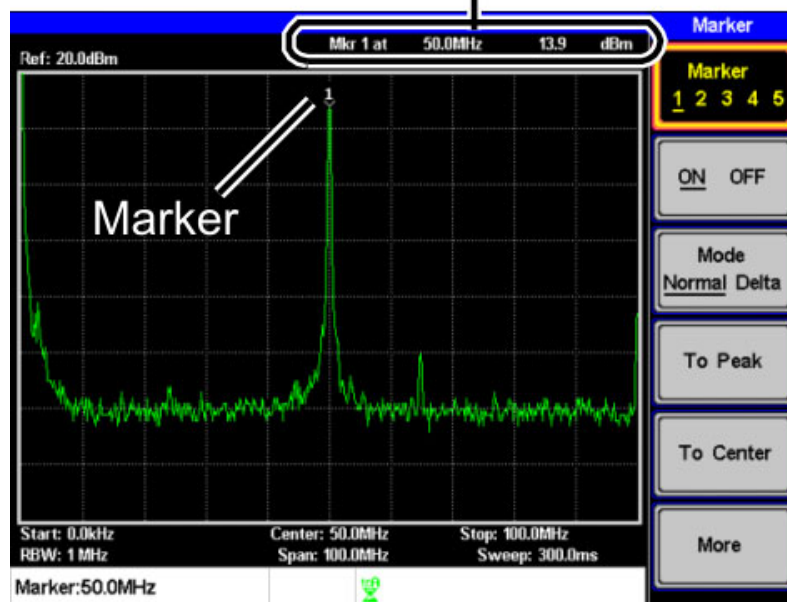 Marker
Mkr 1 at 50.0MHz 13.9 dBm
Ref: 20.0dBm
Marker
1 2 3 4 5
1
ON OFF
Marker
Mode
Normal Delta
To Peak
To Center
Start: 0.0kHz Center: 50.0MHz Stop: 100.0MHz
RBW: 1 MHz Span: 100.0MHz Sweep: 300.0ms
More
Marker:50.0MHz